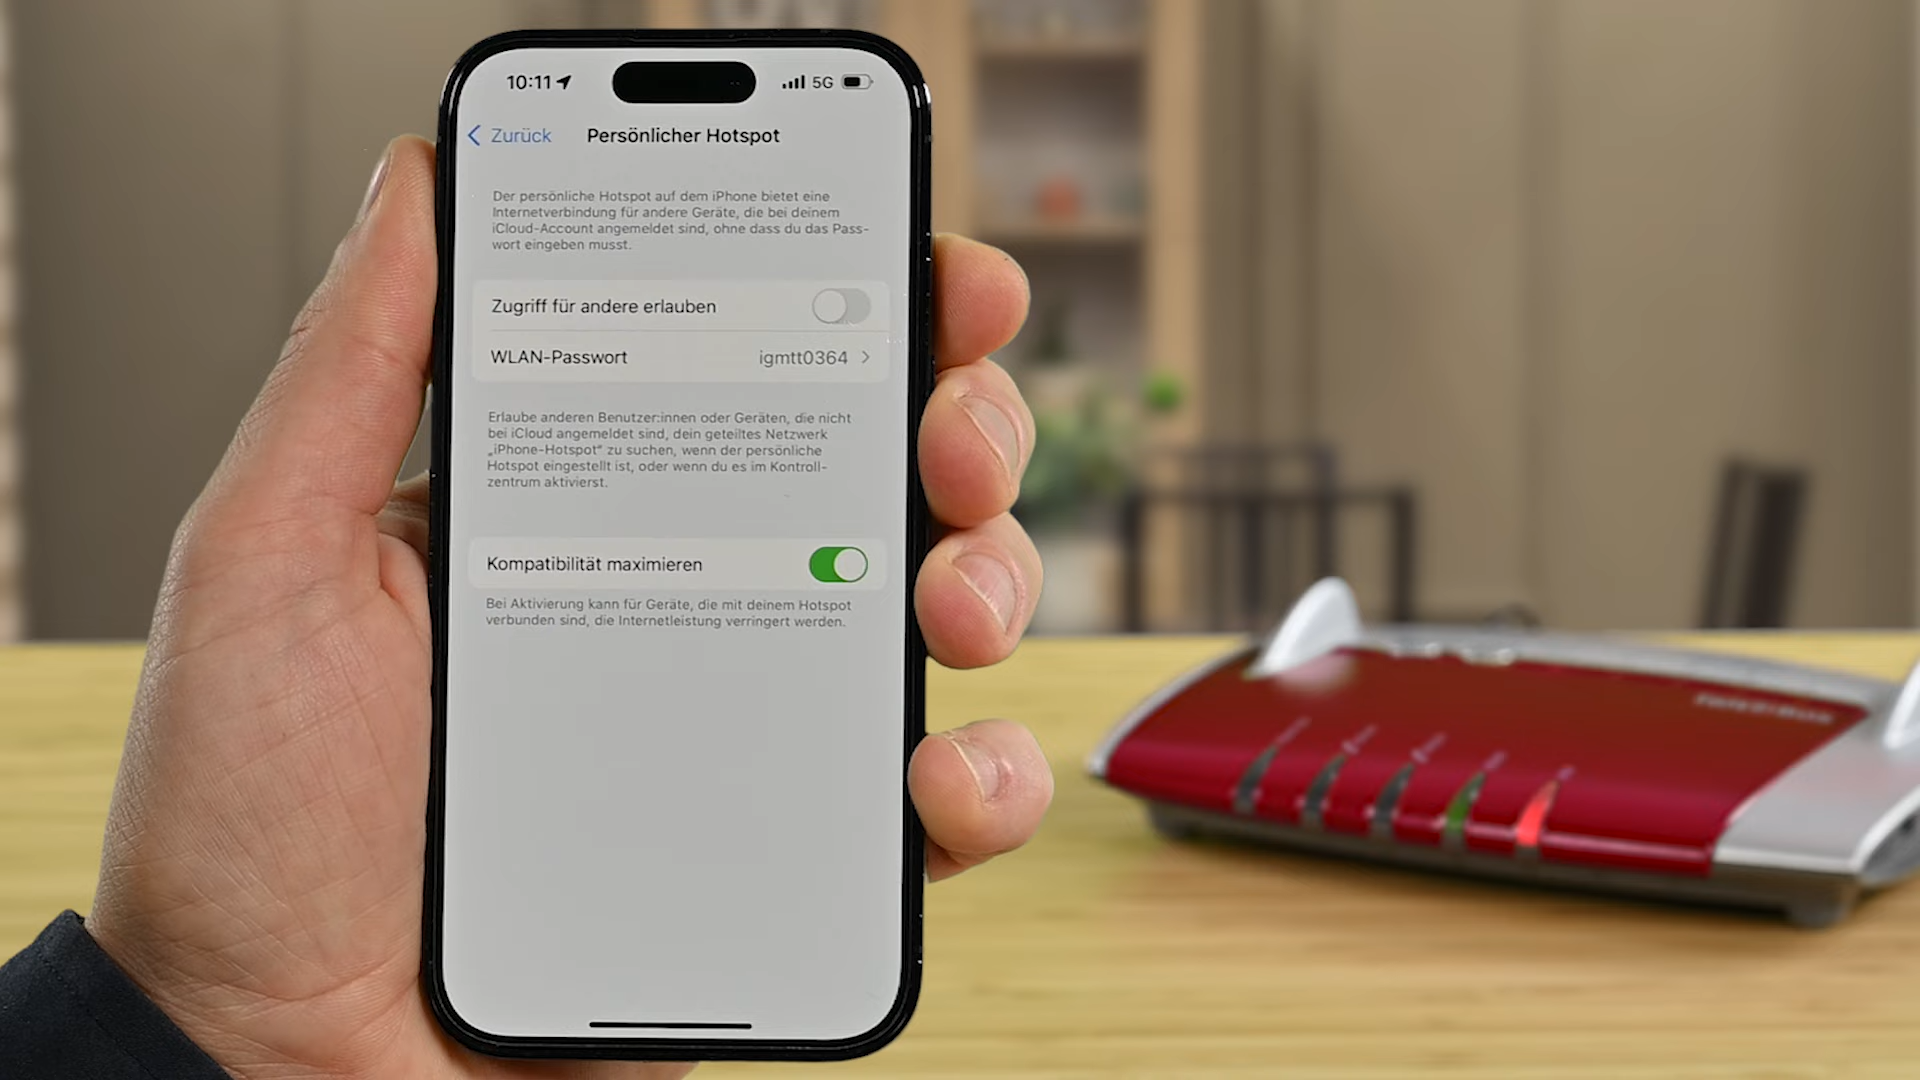 10:11 5G
Zurück Persönlicher Hotspot
Der persönliche Hotspot auf dem iPhone bietet eine
Internetverbindung für andere Geräte, die bei deinem
iCloud-Account angemeldet sind, ohne dass du das Pass-
wort eingeben musst.
Zugriff für andere erlauben
WLAN-Passwort igmtt0364
Erlaube anderen Benutzer:innen oder Geräten, die nicht
bei iCloud angemeldet sind, dein geteiltes Netzwerk
„iPhone-Hotspot“ zu suchen, wenn der persönliche
Hotspot eingestellt ist, oder wenn du es im Kontroll-
zentrum aktivierst.
Kompatibilität maximieren
Bei Aktivierung kann für Geräte, die mit deinem Hotspot
verbunden sind, die Internetleistung verringert werden.